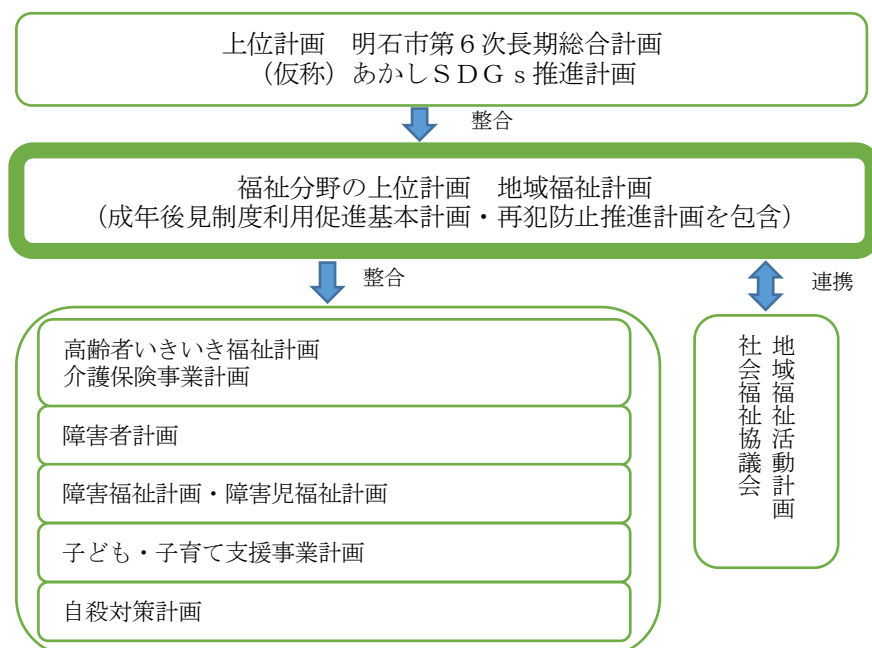 上位計画　明石市第６次長期総合計画
（仮称）あかしＳＤＧｓ推進計画
整合
福祉分野の上位計画　地域福祉計画
（成年後見制度利用促進基本計画・再犯防止推進計画を包含）
整合
連携
高齢者いきいき福祉計画
介護保険事業計画
障害者計画
障害福祉計画・障害児福祉計画
子ども・子育て支援事業計画
自殺対策計画
地域福祉活動計画
社会福祉協議会